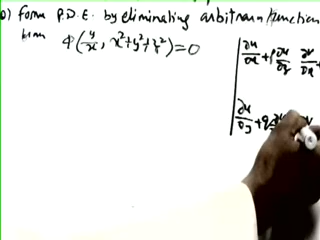 form P.D.E. by eliminating arbitrary function
from φ(y/x, x²+y²+z²)=0
∂u/∂x + p ∂u/∂z ∂v/∂x +
∂u/∂y + q